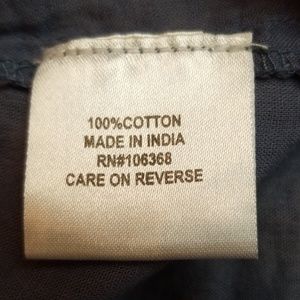 100%COTTON
MADE IN INDIA
RN#106368
CARE ON REVERSE